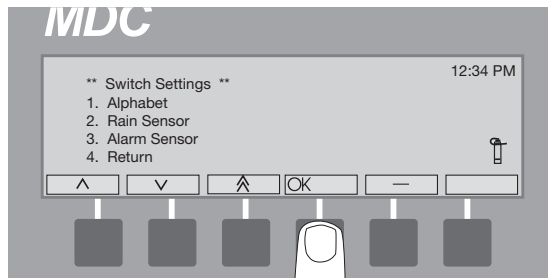 MDC
12:34 PM
** Switch Settings **
1. Alphabet
2. Rain Sensor
3. Alarm Sensor
4. Return
OK